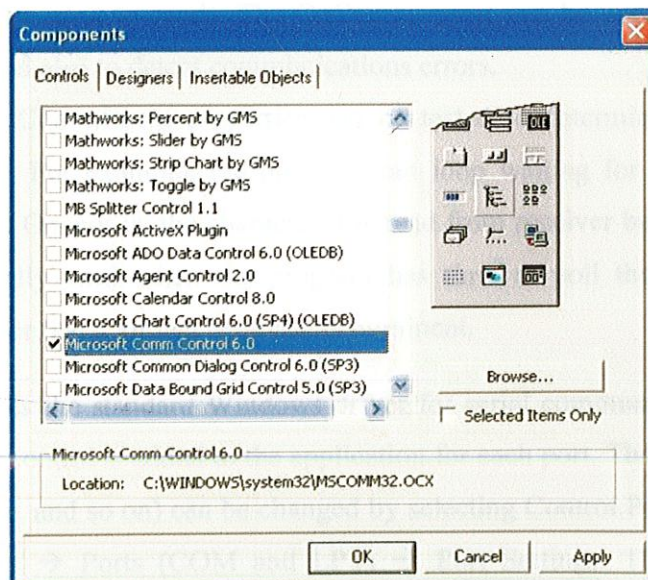 Components
Controls Designers Insertable Objects
Mathworks: Percent by GMS
Mathworks: Slider by GMS
Mathworks: Strip Chart by GMS
Mathworks: Toggle by GMS
MB Splitter Control 1.1
Microsoft ActiveX Plugin
Microsoft ADO Data Control 6.0 (OLEDB)
Microsoft Agent Control 2.0
Microsoft Calendar Control 8.0
Microsoft Chart Control 6.0 (SP4) (OLEDB)
Microsoft Comm Control 6.0
Microsoft Common Dialog Control 6.0 (SP3)
Microsoft Data Bound Grid Control 5.0 (SP3)
OLE
Browse...
Selected Items Only
Microsoft Comm Control 6.0
Location: C:\WINDOWS\system32\MSCOMM32.OCX
OK Cancel Apply